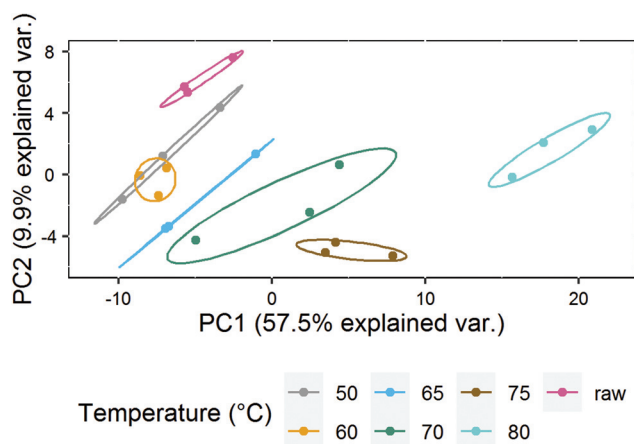 8
4
0
-4
PC2 (9.9% explained var.)
-10 0 10 20
PC1 (57.5% explained var.)
Temperature (°C)
50 65 75 raw
60 70 80